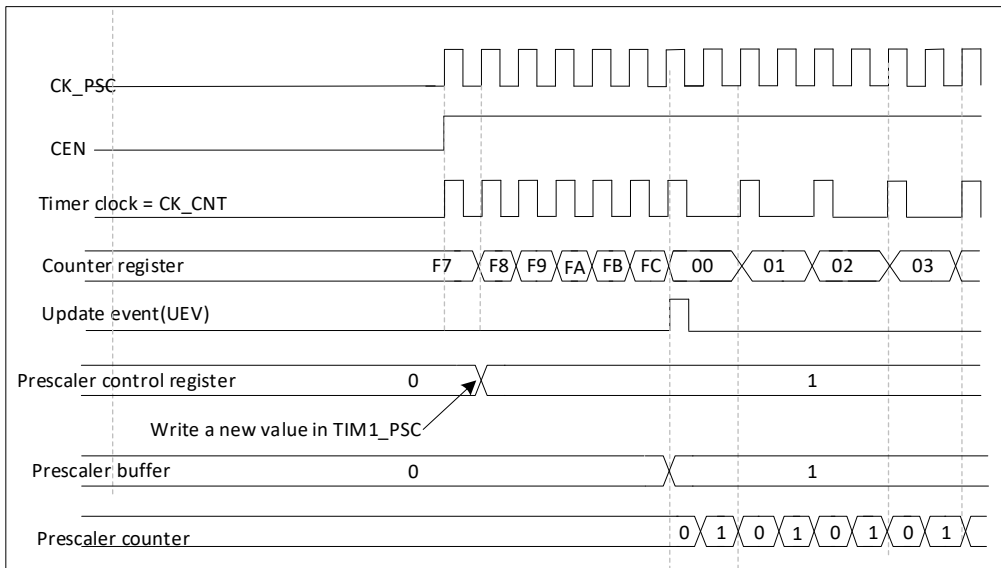 CK_PSC
CEN
Timer clock = CK_CNT
Counter register F7 F8 F9 FA FB FC 00 01 02 03
Update event(UEV)
Prescaler control register 0 1
Write a new value in TIM1_PSC
Prescaler buffer 0 1
Prescaler counter 0 1 0 1 0 1 0 1